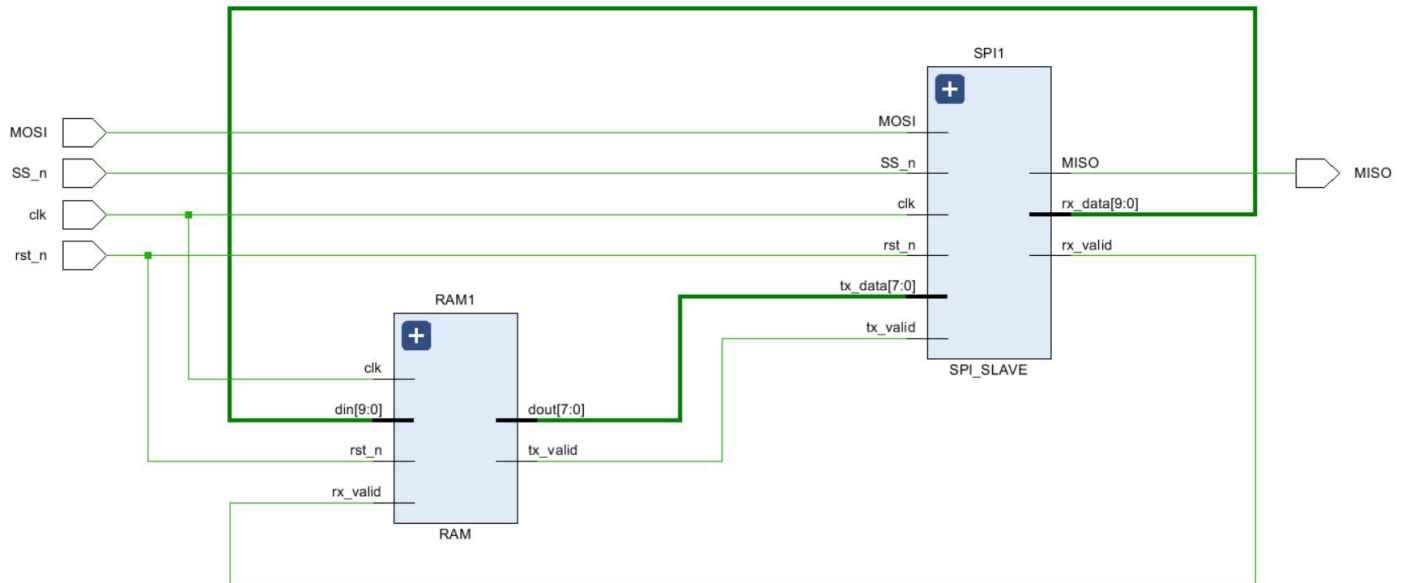 SPI1
MOSI
SS_n
clk
rst_n
MOSI
SS_n
clk
rst_n
tx_data[7:0]
tx_valid
MISO
rx_data[9:0]
rx_valid
SPI_SLAVE
MISO
RAM1
clk
din[9:0]
rst_n
rx_valid
dout[7:0]
tx_valid
RAM